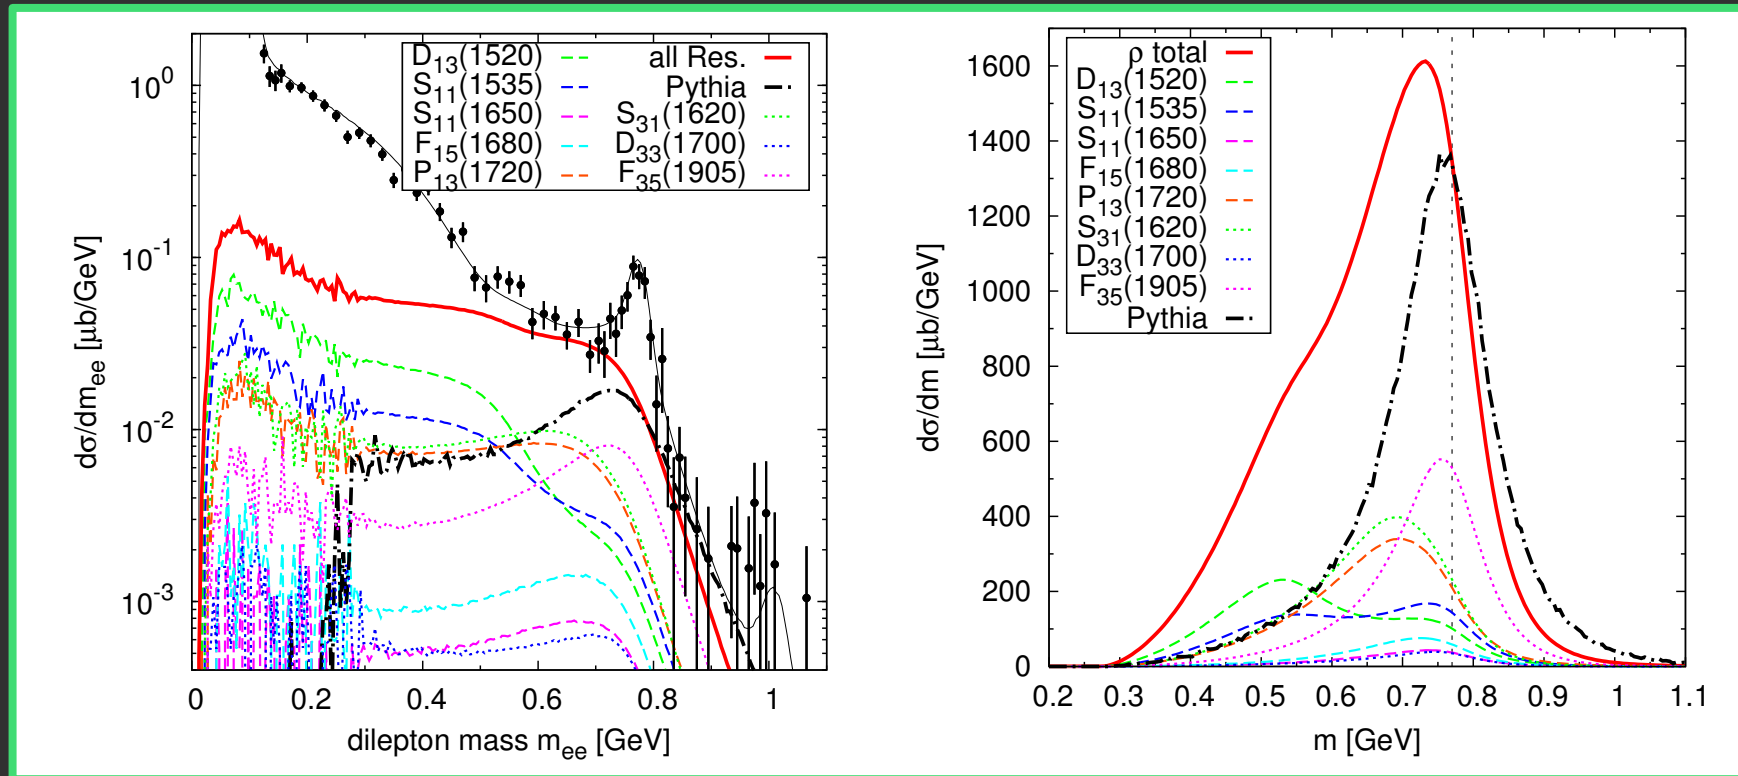 D13(1520) all Res.
S11(1535) Pythia
S11(1650) S31(1620)
F15(1680) D33(1700)
P13(1720) F35(1905)
10^0
10^-1
10^-2
10^-3
dσ/dm_ee [μb/GeV]
0 0.2 0.4 0.6 0.8 1
dilepton mass m_ee [GeV]
ρ total
D13(1520)
S11(1535)
S11(1650)
F15(1680)
P13(1720)
S31(1620)
D33(1700)
F35(1905)
Pythia
1600
1400
1200
1000
800
600
400
200
0
dσ/dm [μb/GeV]
0.2 0.3 0.4 0.5 0.6 0.7 0.8 0.9 1 1.1
m [GeV]